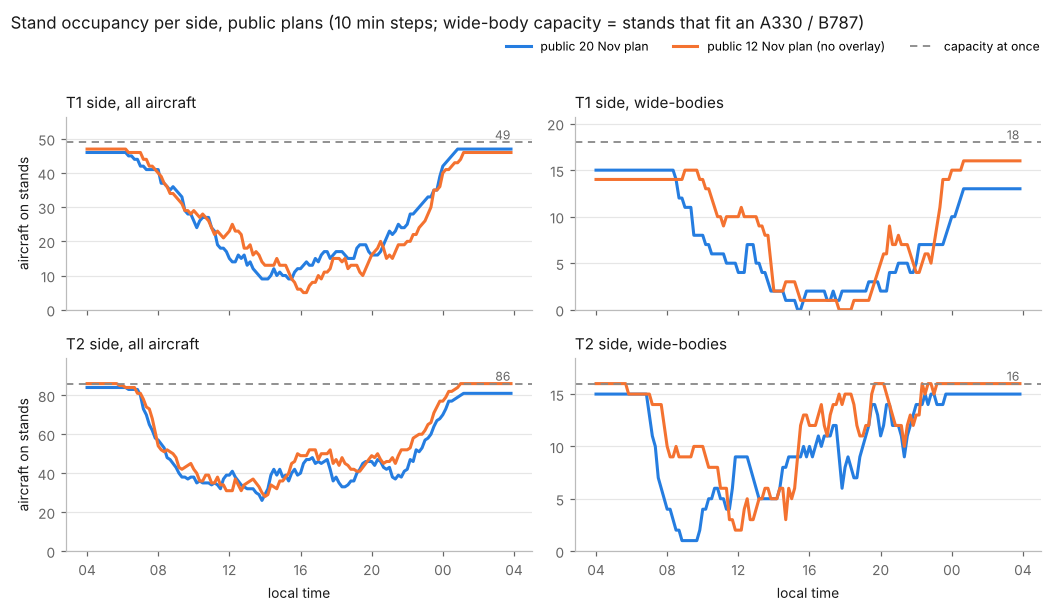 Stand occupancy per side, public plans (10 min steps; wide-body capacity = stands that fit an A330 / B787)
public 20 Nov plan
public 12 Nov plan (no overlay)
capacity at once
T1 side, all aircraft
49
50
40
30
20
10
0
aircraft on stands
T1 side, wide-bodies
18
20
15
10
5
0
T2 side, all aircraft
86
80
60
40
20
0
aircraft on stands
04 08 12 16 20 00 04
local time
T2 side, wide-bodies
16
15
10
5
0
04 08 12 16 20 00 04
local time